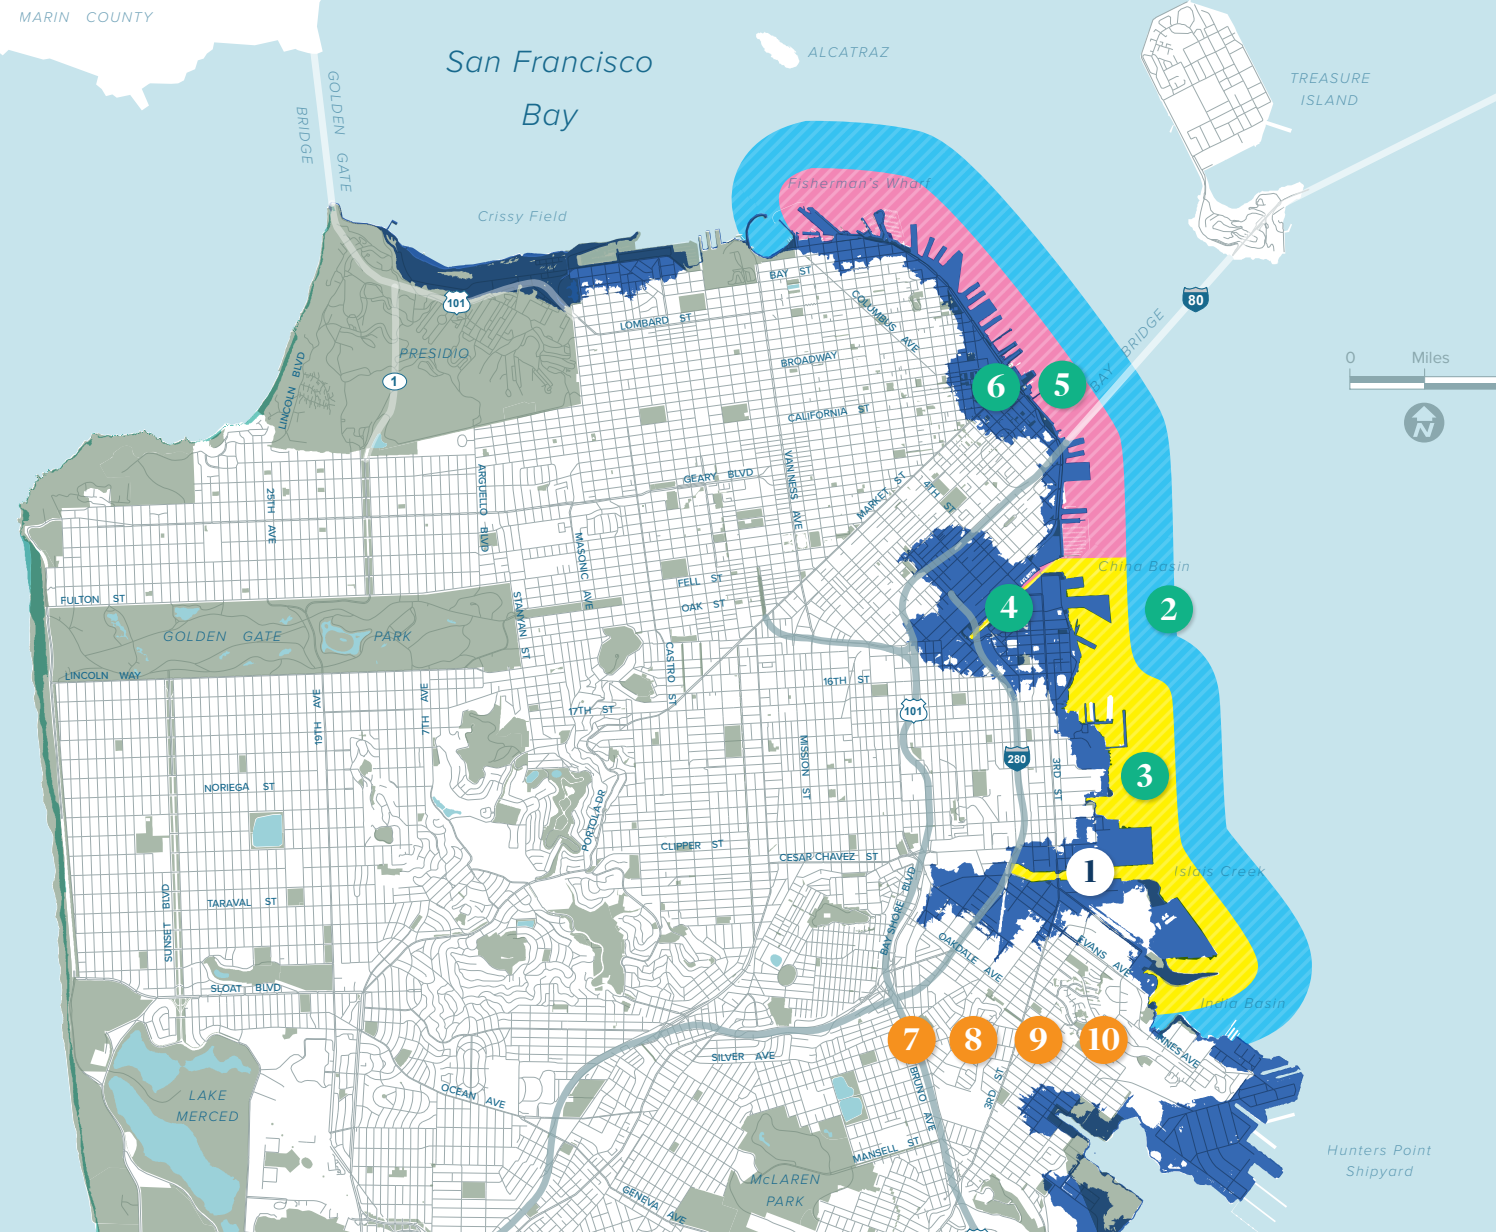 MARIN COUNTY
San Francisco
Bay
ALCATRAZ
TREASURE
ISLAND
GOLDEN GATE
BRIDGE
Crissy Field
Fisherman's Wharf
BAY ST
COLUMBUS AVE
LOMBARD ST
101
80
BAY BRIDGE
0 Miles
N
PRESIDIO
1
LINCOLN BLVD
BROADWAY
CALIFORNIA ST
6
5
GEARY BLVD
VAN NESS AVE
MARKET ST
4TH ST
25TH AVE
ARGUELLO BLVD
MASONIC AVE
China Basin
FULTON ST
FELL ST
OAK ST
STANYAN ST
4
2
GOLDEN GATE PARK
LINCOLN WAY
CASTRO ST
16TH ST
17TH ST
19TH AVE
7TH AVE
101
MISSION ST
280
3RD ST
3
NORIEGA ST
PORTOLA DR
CLIPPER ST
CESAR CHAVEZ ST
1
Islais Creek
SUNSET BLVD
TARAVAL ST
BAY SHORE BLVD
OAKDALE AVE
EVANS AVE
SLOAT BLVD
India Basin
7
8
9
10
INNES AVE
SILVER AVE
OCEAN AVE
LAKE
MERCED
BRUNO AVE
3RD ST
MANSELL ST
Hunters Point
Shipyard
McLAREN
PARK
GENEVA AVE